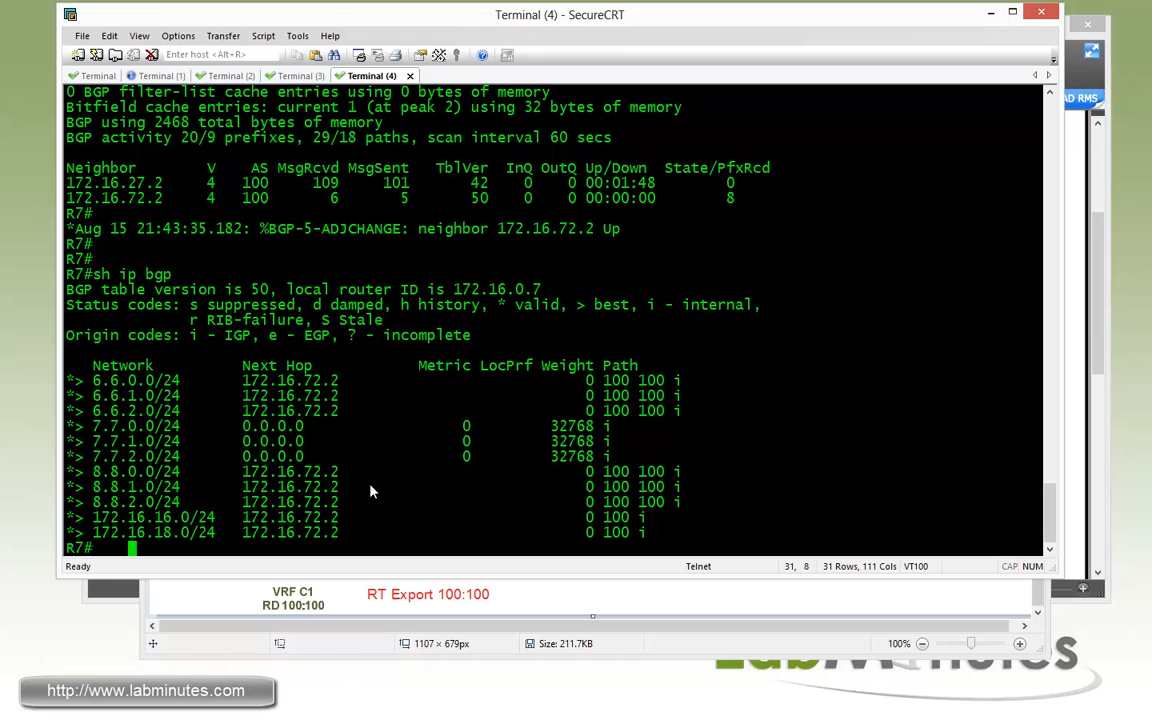 Terminal (4) - SecureCRT
File Edit View Options Transfer Script Tools Help
Enter host <Alt+R>
Terminal Terminal (1) Terminal (2) Terminal (3) Terminal (4)
AD RMS
0 BGP filter-list cache entries using 0 bytes of memory
Bitfield cache entries: current 1 (at peak 2) using 32 bytes of memory
BGP using 2468 total bytes of memory
BGP activity 20/9 prefixes, 29/18 paths, scan interval 60 secs
Neighbor V AS MsgRcvd MsgSent TblVer InQ OutQ Up/Down State/PfxRcd
172.16.27.2 4 100 109 101 42 0 0 00:01:48 0
172.16.72.2 4 100 6 5 50 0 0 00:00:00 8
R7#
*Aug 15 21:43:35.182: %BGP-5-ADJCHANGE: neighbor 172.16.72.2 Up
R7#
R7#
R7#sh ip bgp
BGP table version is 50, local router ID is 172.16.0.7
Status codes: s suppressed, d damped, h history, * valid, > best, i - internal,
r RIB-failure, S Stale
Origin codes: i - IGP, e - EGP, ? - incomplete
Network Next Hop Metric LocPrf Weight Path
*> 6.6.0.0/24 172.16.72.2 0 100 100 i
*> 6.6.1.0/24 172.16.72.2 0 100 100 i
*> 6.6.2.0/24 172.16.72.2 0 100 100 i
*> 7.7.0.0/24 0.0.0.0 0 32768 i
*> 7.7.1.0/24 0.0.0.0 0 32768 i
*> 7.7.2.0/24 0.0.0.0 0 32768 i
*> 8.8.0.0/24 172.16.72.2 0 100 100 i
*> 8.8.1.0/24 172.16.72.2 0 100 100 i
*> 8.8.2.0/24 172.16.72.2 0 100 100 i
*> 172.16.16.0/24 172.16.72.2 0 100 i
*> 172.16.18.0/24 172.16.72.2 0 100 i
R7#
Ready Telnet 31, 8 31 Rows, 111 Cols VT100 CAP NUM
VRF C1
RD 100:100
RT Export 100:100
1107 × 679px Size: 211.7KB 100%
LabMinutes
http://www.labminutes.com